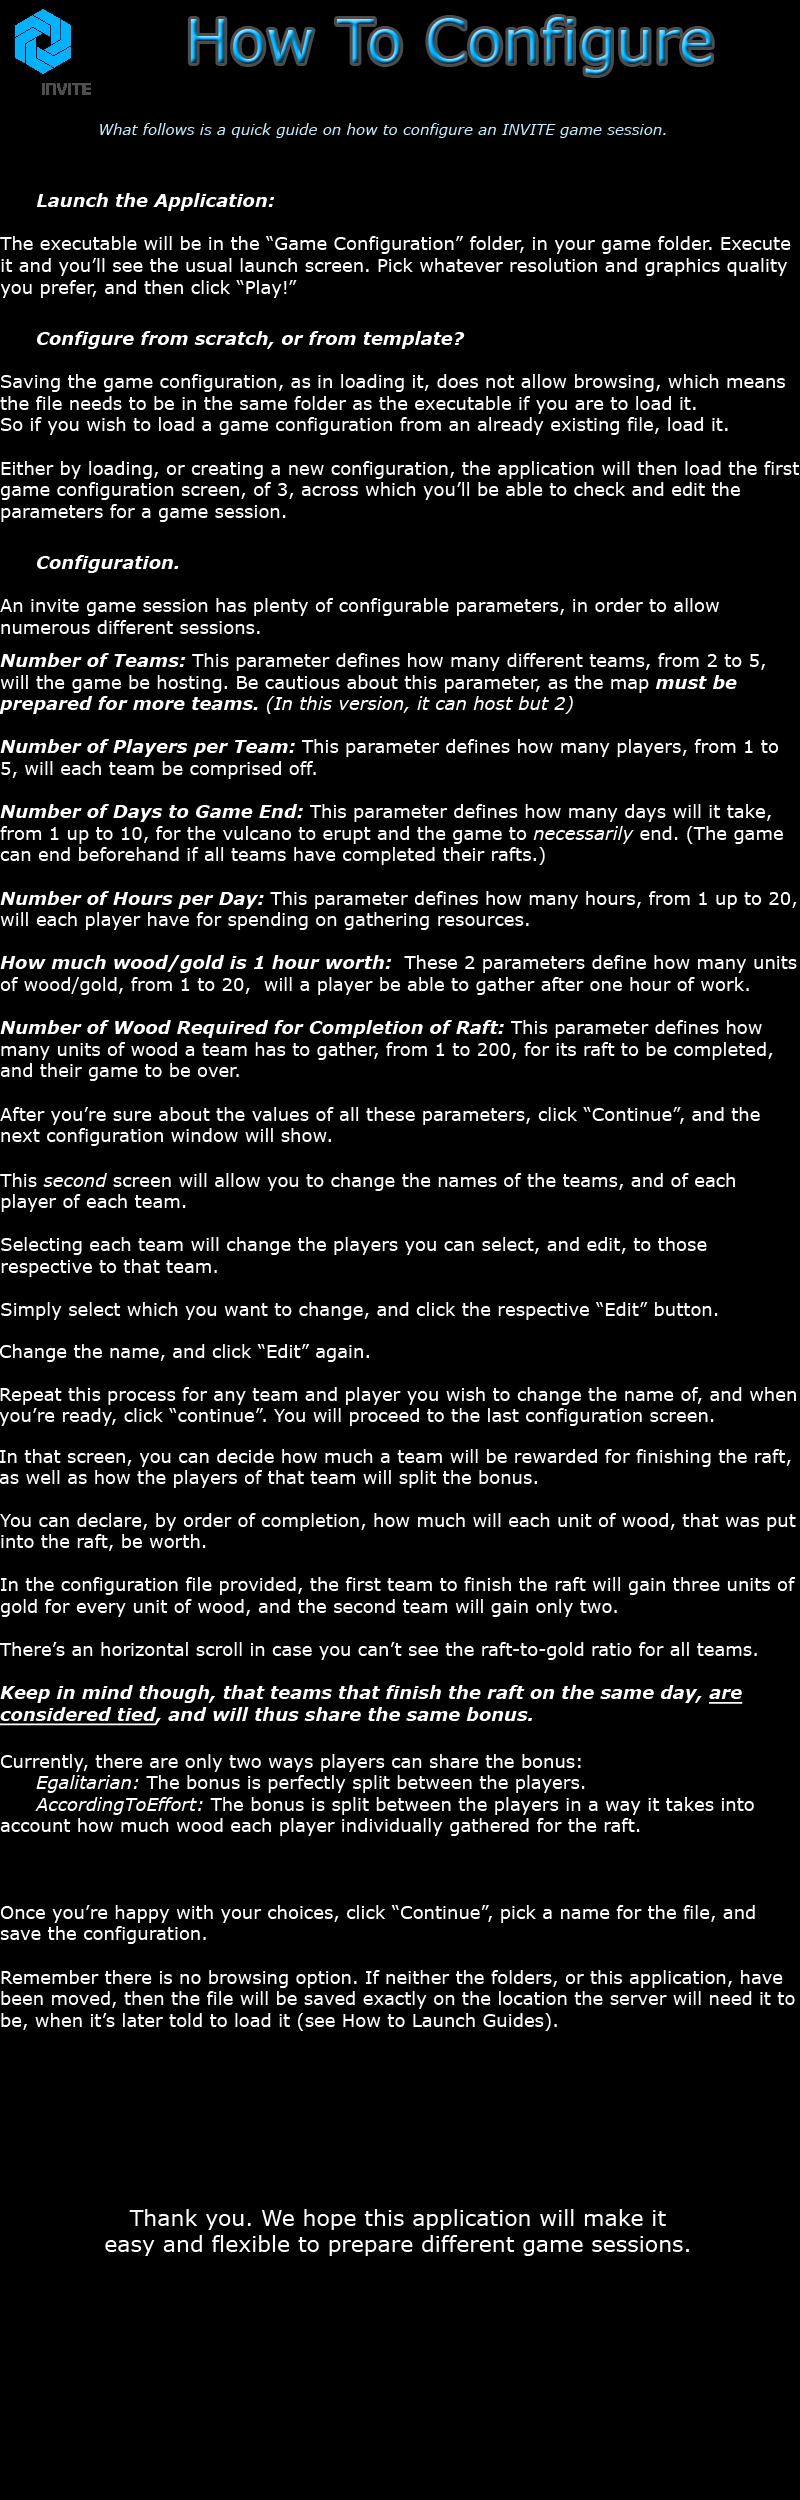 How To Configure
INVITE
What follows is a quick guide on how to configure an INVITE game session.
Launch the Application:
The executable will be in the “Game Configuration” folder, in your game folder. Execute
it and you’ll see the usual launch screen. Pick whatever resolution and graphics quality
you prefer, and then click “Play!”
Configure from scratch, or from template?
Saving the game configuration, as in loading it, does not allow browsing, which means
the file needs to be in the same folder as the executable if you are to load it.
So if you wish to load a game configuration from an already existing file, load it.
Either by loading, or creating a new configuration, the application will then load the first
game configuration screen, of 3, across which you’ll be able to check and edit the
parameters for a game session.
Configuration.
An invite game session has plenty of configurable parameters, in order to allow
numerous different sessions.
Number of Teams: This parameter defines how many different teams, from 2 to 5,
will the game be hosting. Be cautious about this parameter, as the map must be
prepared for more teams. (In this version, it can host but 2)
Number of Players per Team: This parameter defines how many players, from 1 to
5, will each team be comprised off.
Number of Days to Game End: This parameter defines how many days will it take,
from 1 up to 10, for the vulcano to erupt and the game to necessarily end. (The game
can end beforehand if all teams have completed their rafts.)
Number of Hours per Day: This parameter defines how many hours, from 1 up to 20,
will each player have for spending on gathering resources.
How much wood/gold is 1 hour worth: These 2 parameters define how many units
of wood/gold, from 1 to 20, will a player be able to gather after one hour of work.
Number of Wood Required for Completion of Raft: This parameter defines how
many units of wood a team has to gather, from 1 to 200, for its raft to be completed,
and their game to be over.
After you’re sure about the values of all these parameters, click “Continue”, and the
next configuration window will show.
This second screen will allow you to change the names of the teams, and of each
player of each team.
Selecting each team will change the players you can select, and edit, to those
respective to that team.
Simply select which you want to change, and click the respective “Edit” button.
Change the name, and click “Edit” again.
Repeat this process for any team and player you wish to change the name of, and when
you’re ready, click “continue”. You will proceed to the last configuration screen.
In that screen, you can decide how much a team will be rewarded for finishing the raft,
as well as how the players of that team will split the bonus.
You can declare, by order of completion, how much will each unit of wood, that was put
into the raft, be worth.
In the configuration file provided, the first team to finish the raft will gain three units of
gold for every unit of wood, and the second team will gain only two.
There’s an horizontal scroll in case you can’t see the raft-to-gold ratio for all teams.
Keep in mind though, that teams that finish the raft on the same day, are
considered tied, and will thus share the same bonus.
Currently, there are only two ways players can share the bonus:
Egalitarian: The bonus is perfectly split between the players.
AccordingToEffort: The bonus is split between the players in a way it takes into
account how much wood each player individually gathered for the raft.
Once you’re happy with your choices, click “Continue”, pick a name for the file, and
save the configuration.
Remember there is no browsing option. If neither the folders, or this application, have
been moved, then the file will be saved exactly on the location the server will need it to
be, when it’s later told to load it (see How to Launch Guides).
Thank you. We hope this application will make it
easy and flexible to prepare different game sessions.